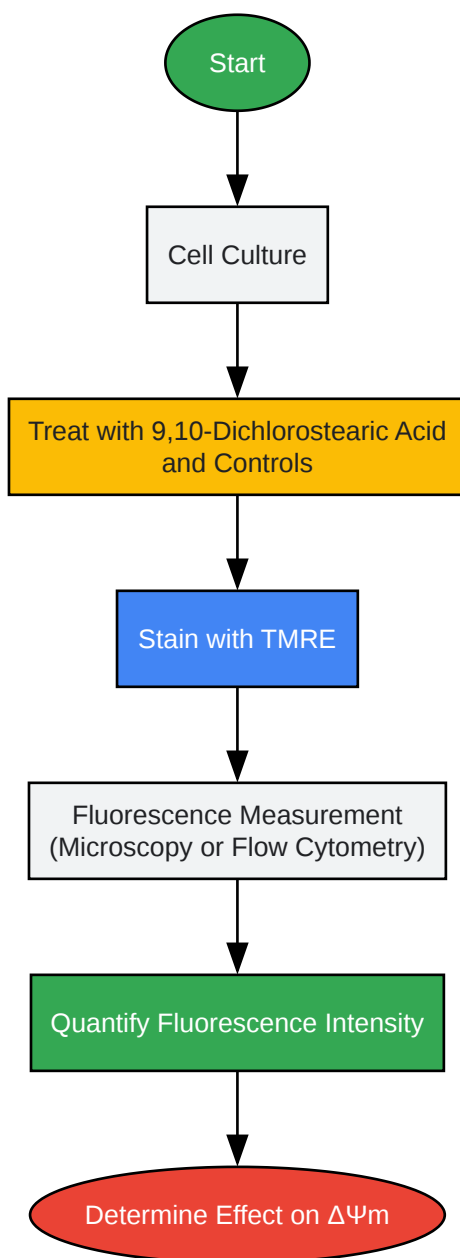 Start
Cell Culture
Treat with 9,10-Dichlorostearic Acid
and Controls
Stain with TMRE
Fluorescence Measurement
(Microscopy or Flow Cytometry)
Quantify Fluorescence Intensity
Determine Effect on ΔΨm